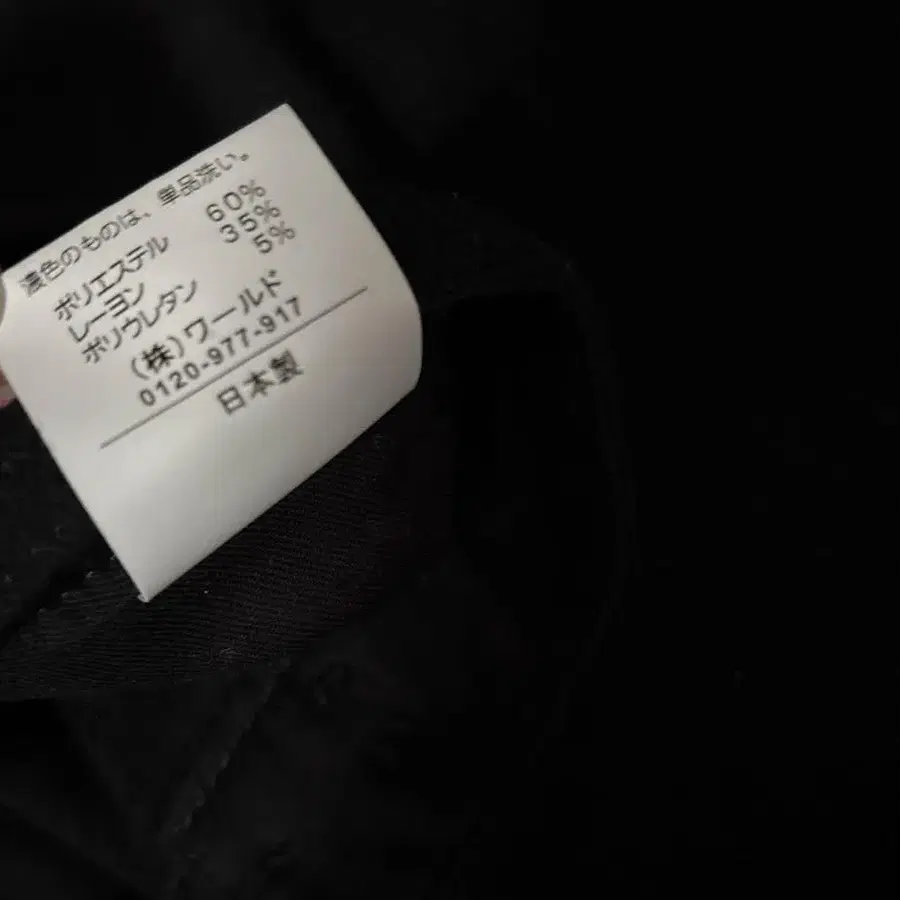 濃色のものは、単品洗い。
ポリエステル 60%
レーヨン 35%
ポリウレタン 5%
(株)ワールド
0120-977-917
日本製